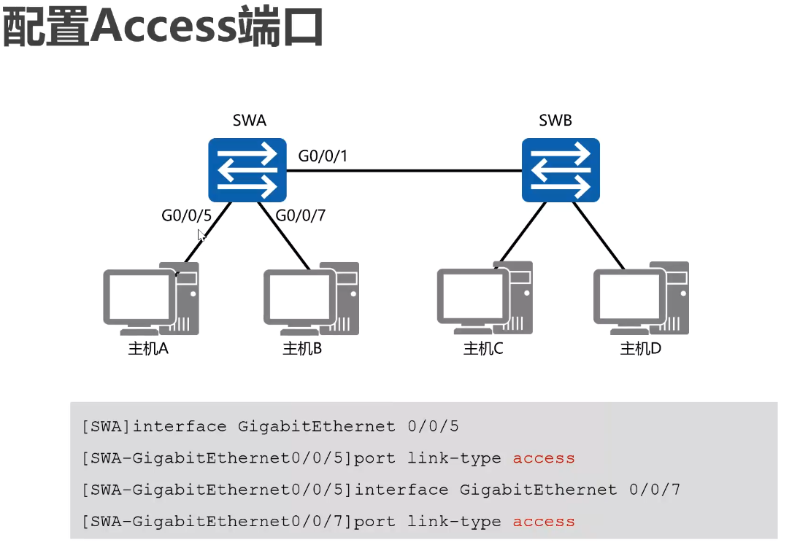 配置Access端口
SWA
SWB
G0/0/1
G0/0/5
G0/0/7
主机A
主机B
主机C
主机D
[SWA]interface GigabitEthernet 0/0/5
[SWA-GigabitEthernet0/0/5]port link-type access
[SWA-GigabitEthernet0/0/5]interface GigabitEthernet 0/0/7
[SWA-GigabitEthernet0/0/7]port link-type access